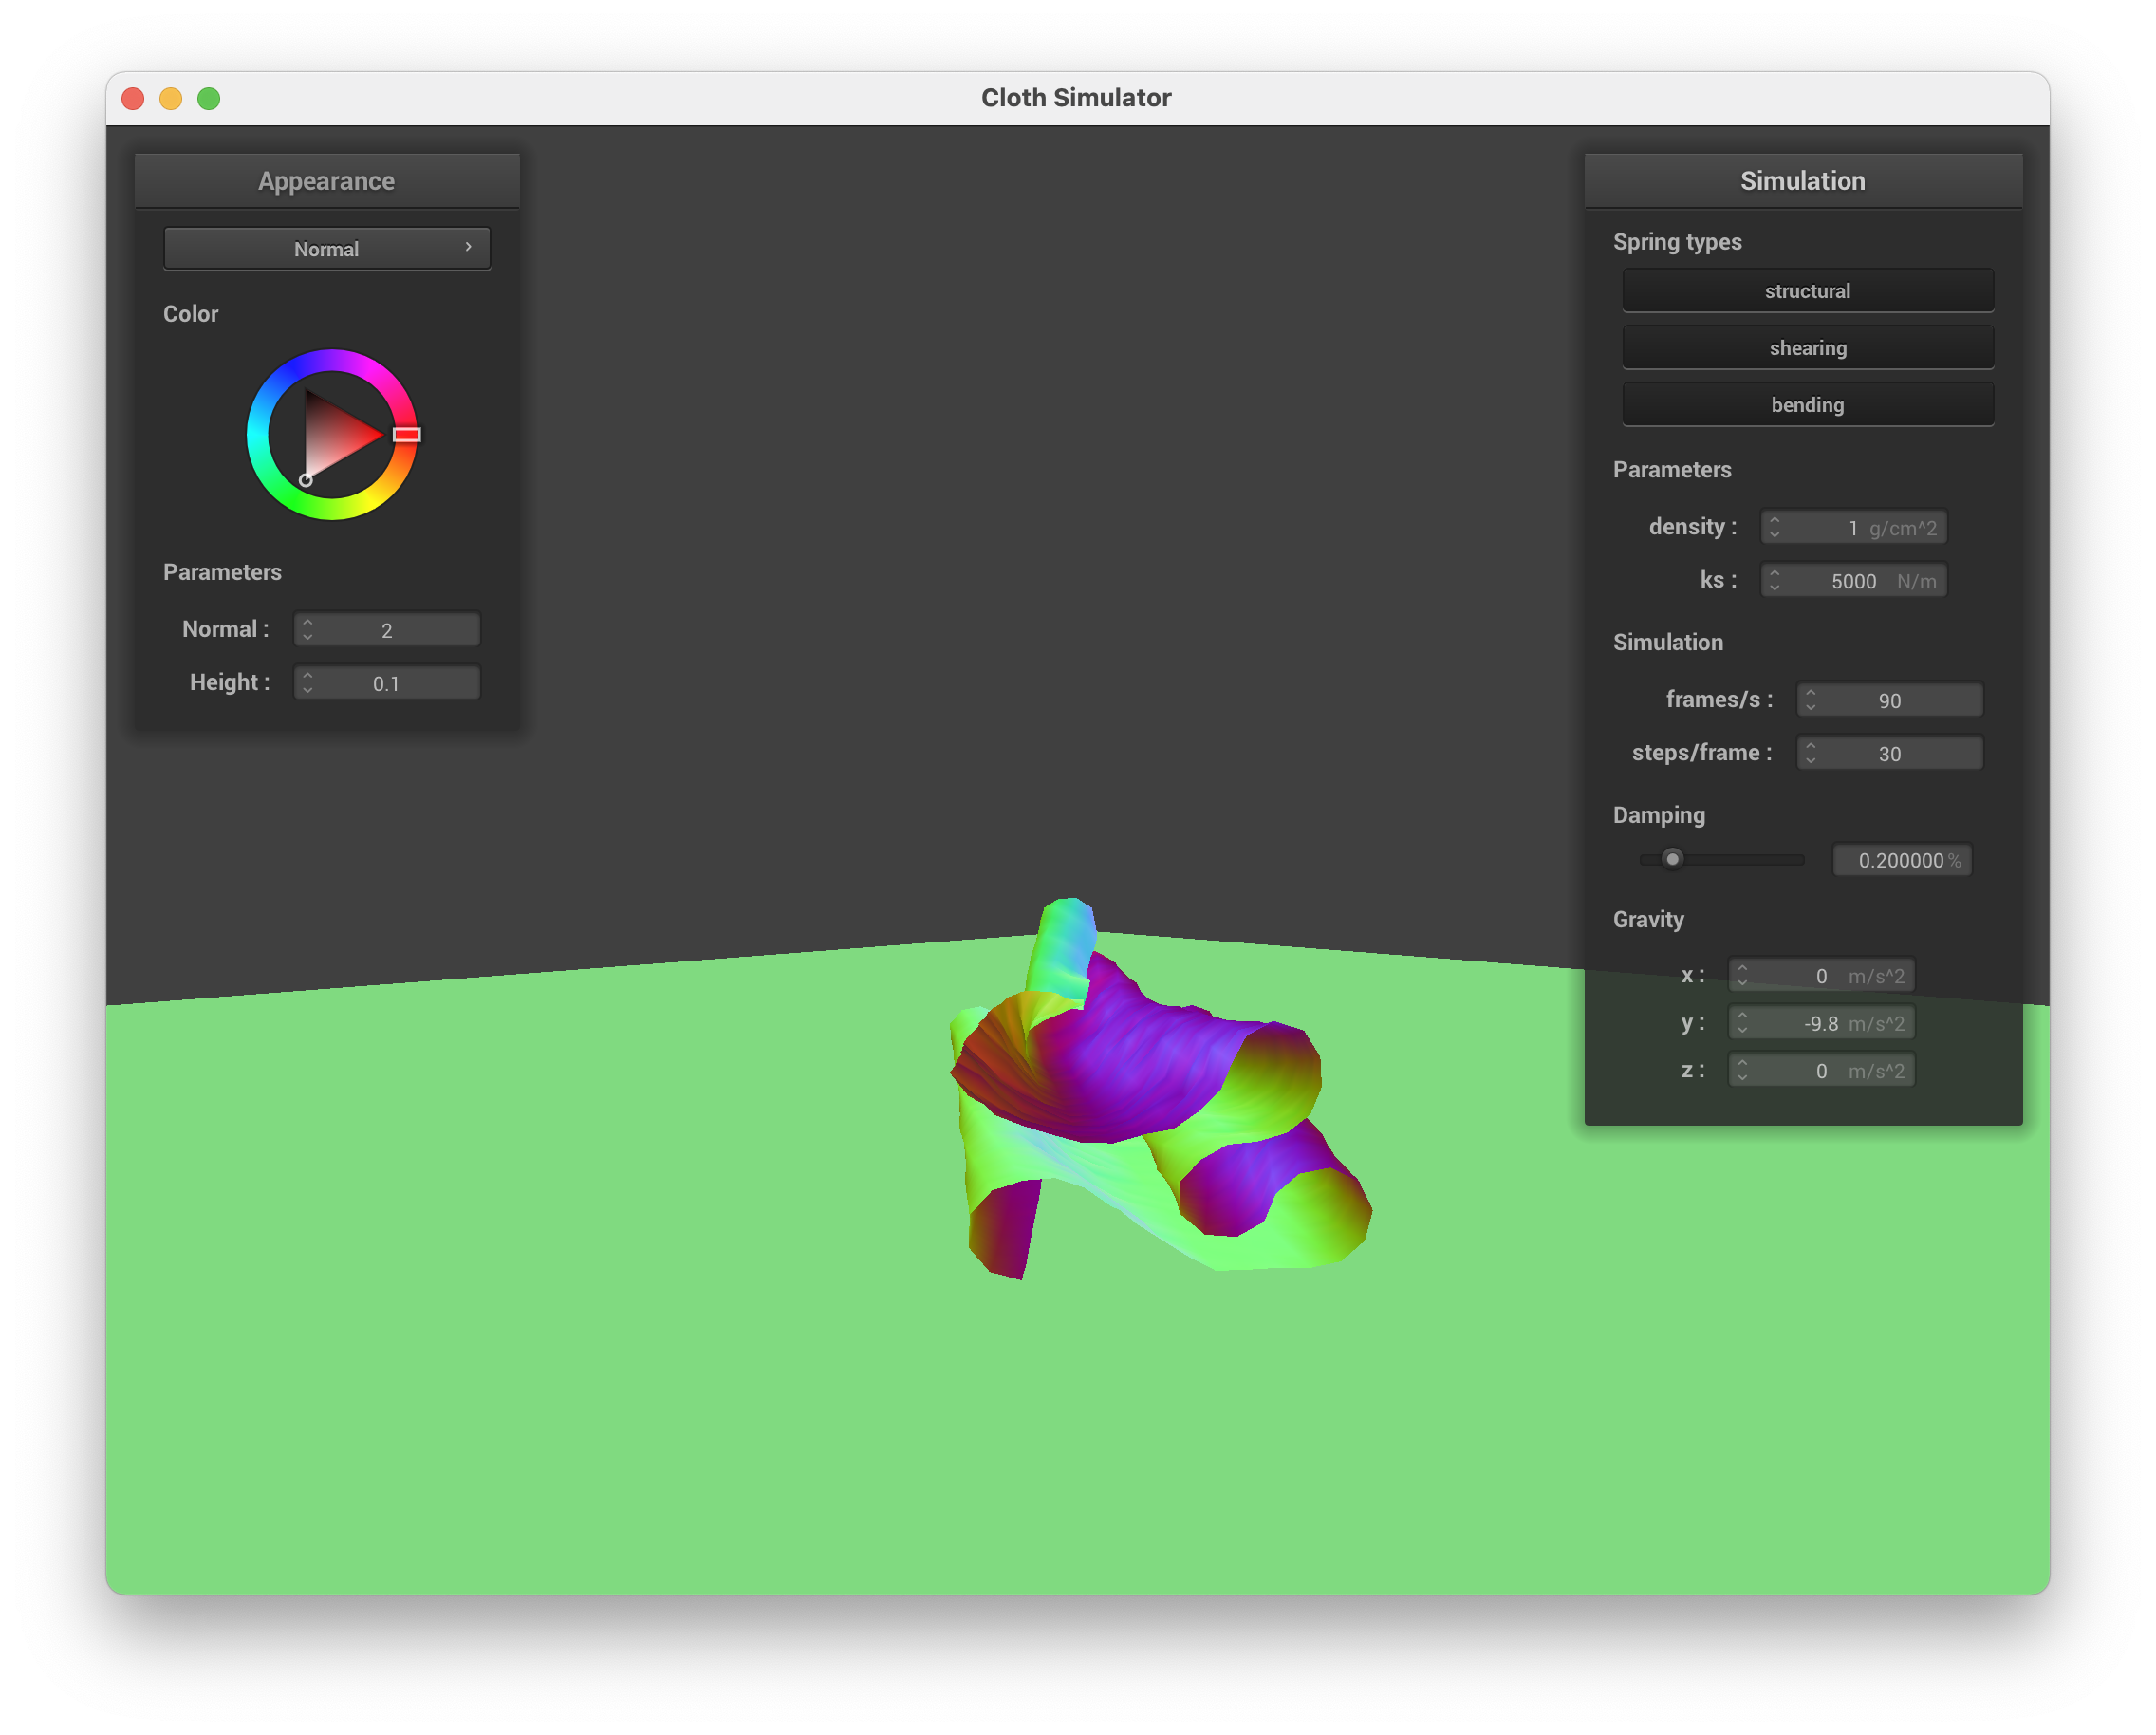 Cloth Simulator
Appearance
Normal
Color
Parameters
Normal : 2
Height : 0.1
Simulation
Spring types
structural
shearing
bending
Parameters
density : 1 g/cm^2
ks : 5000 N/m
Simulation
frames/s : 90
steps/frame : 30
Damping
0.200000 %
Gravity
x : 0 m/s^2
y : -9.8 m/s^2
z : 0 m/s^2